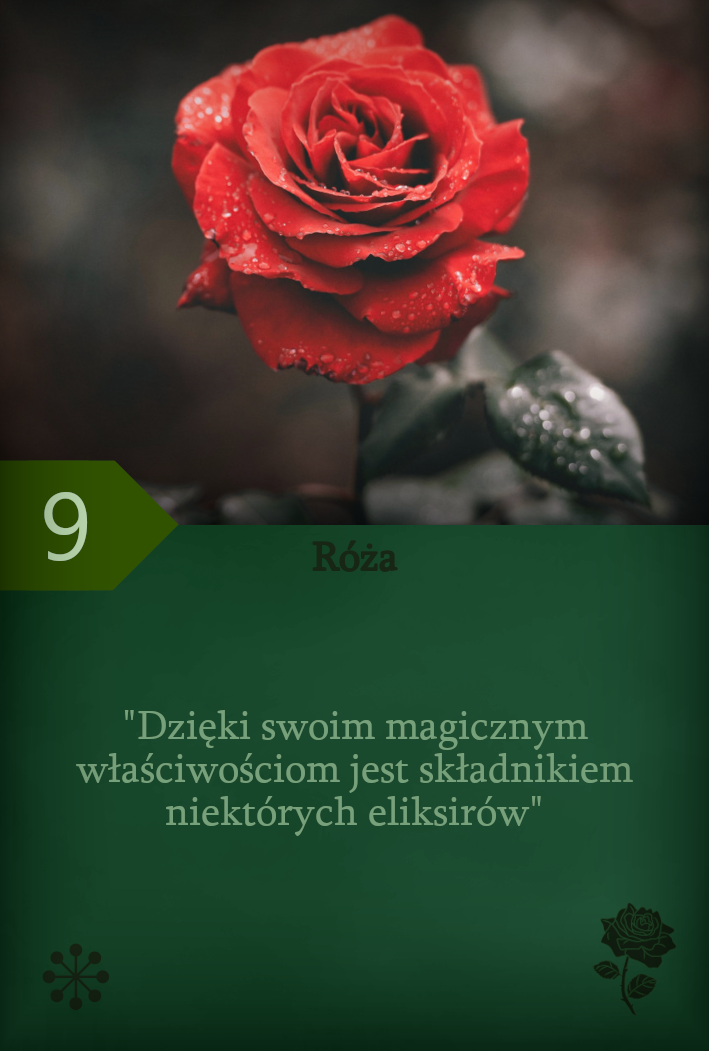 9
Róża
"Dzięki swoim magicznym
właściwościom jest składnikiem
niektórych eliksirów"